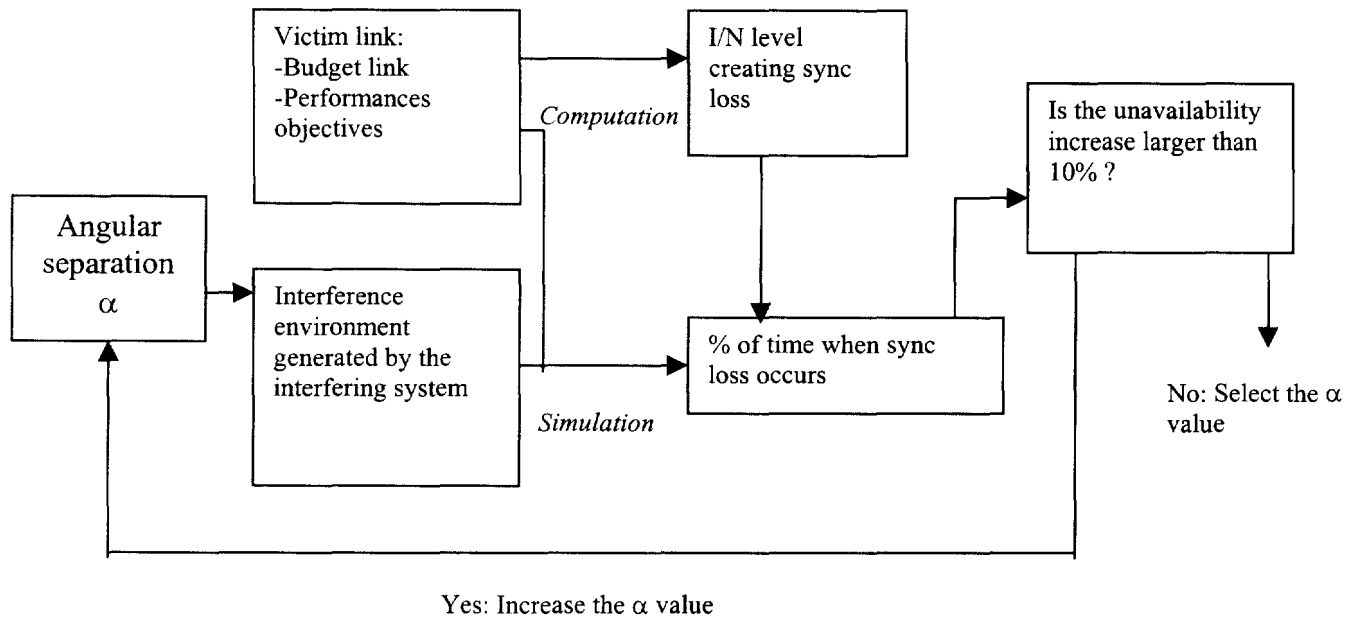 Victim link:
-Budget link
-Performances
objectives
I/N level
creating sync
loss
Computation
Is the unavailability
increase larger than
10% ?
Angular
separation
α
Interference
environment
generated by the
interfering system
% of time when sync
loss occurs
Simulation
No: Select the α
value
Yes: Increase the α value